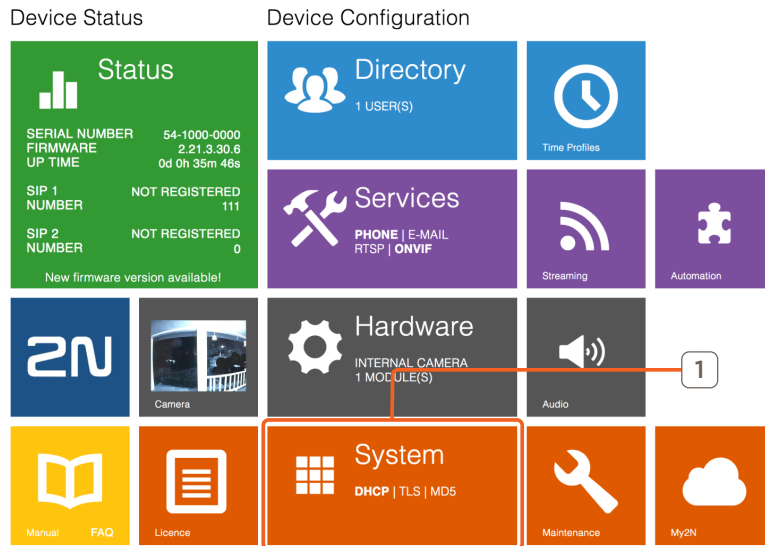 Device Status
Device Configuration
Status
SERIAL NUMBER 54-1000-0000
FIRMWARE 2.21.3.30.6
UP TIME 0d 0h 35m 46s
SIP 1 NOT REGISTERED
NUMBER 111
SIP 2 NOT REGISTERED
NUMBER 0
New firmware version available!
Directory
1 USER(S)
Time Profiles
Services
PHONE | E-MAIL
RTSP | ONVIF
Streaming
Automation
2N
Camera
Hardware
INTERNAL CAMERA
1 MODULE(S)
Audio
1
Manual FAQ
Licence
System
DHCP | TLS | MD5
Maintenance
My2N